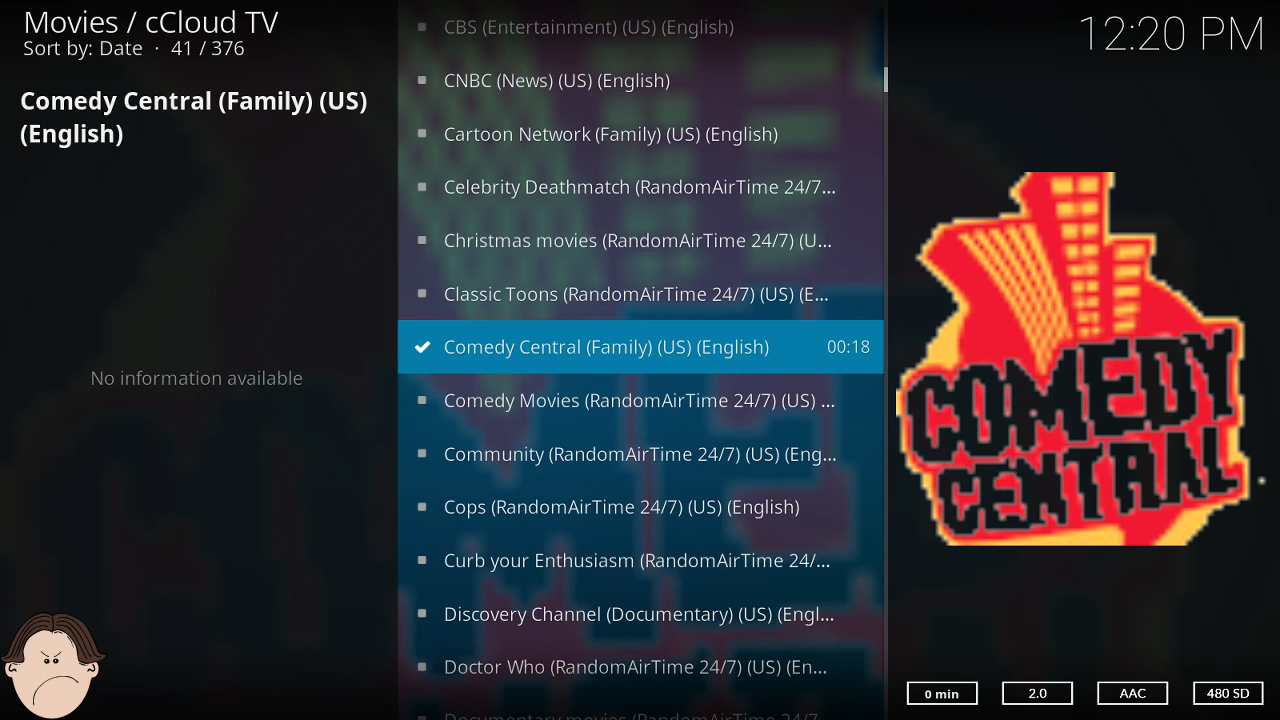 Movies / cCloud TV
Sort by: Date · 41 / 376
12:20 PM
Comedy Central (Family) (US)
(English)
No information available
CBS (Entertainment) (US) (English)
CNBC (News) (US) (English)
Cartoon Network (Family) (US) (English)
Celebrity Deathmatch (RandomAirTime 24/7...
Christmas movies (RandomAirTime 24/7) (U...
Classic Toons (RandomAirTime 24/7) (US) (E...
Comedy Central (Family) (US) (English) 00:18
Comedy Movies (RandomAirTime 24/7) (US) ...
Community (RandomAirTime 24/7) (US) (Eng...
Cops (RandomAirTime 24/7) (US) (English)
Curb your Enthusiasm (RandomAirTime 24/...
Discovery Channel (Documentary) (US) (Engl...
Doctor Who (RandomAirTime 24/7) (US) (En...
Documentary movies (RandomAirTime 24/7...
COMEDY
CENTRAL
0 min
2.0
AAC
480 SD